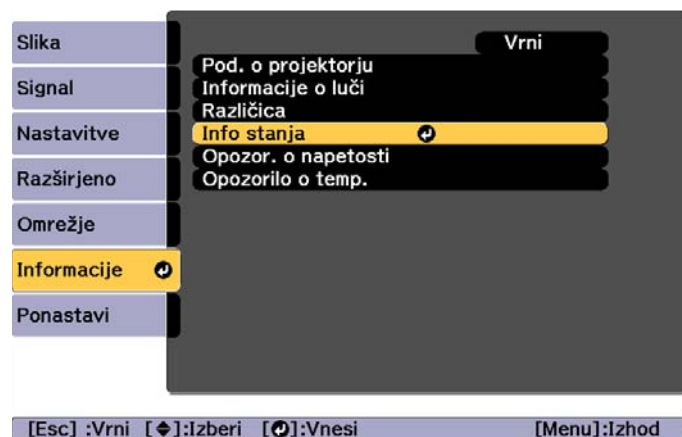 Slika
Signal
Nastavitve
Razširjeno
Omrežje
Informacije
Ponastavi
Vrni
Pod. o projektorju
Informacije o luči
Različica
Info stanja
Opozor. o napetosti
Opozorilo o temp.
[Esc] :Vrni [◆]:Izberi [↵]:Vnesi [Menu]:Izhod